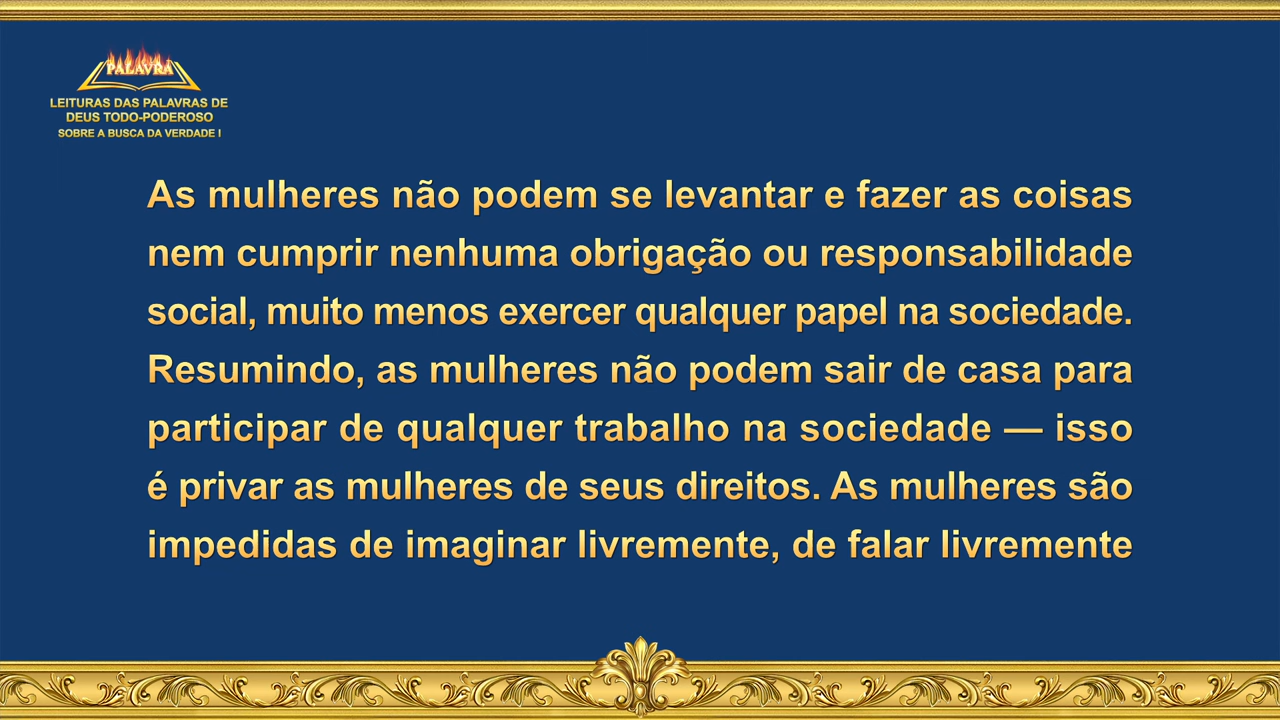 PALAVRA
LEITURAS DAS PALAVRAS DE
DEUS TODO-PODEROSO
SOBRE A BUSCA DA VERDADE I
As mulheres não podem se levantar e fazer as coisas
nem cumprir nenhuma obrigação ou responsabilidade
social, muito menos exercer qualquer papel na sociedade.
Resumindo, as mulheres não podem sair de casa para
participar de qualquer trabalho na sociedade — isso
é privar as mulheres de seus direitos. As mulheres são
impedidas de imaginar livremente, de falar livremente